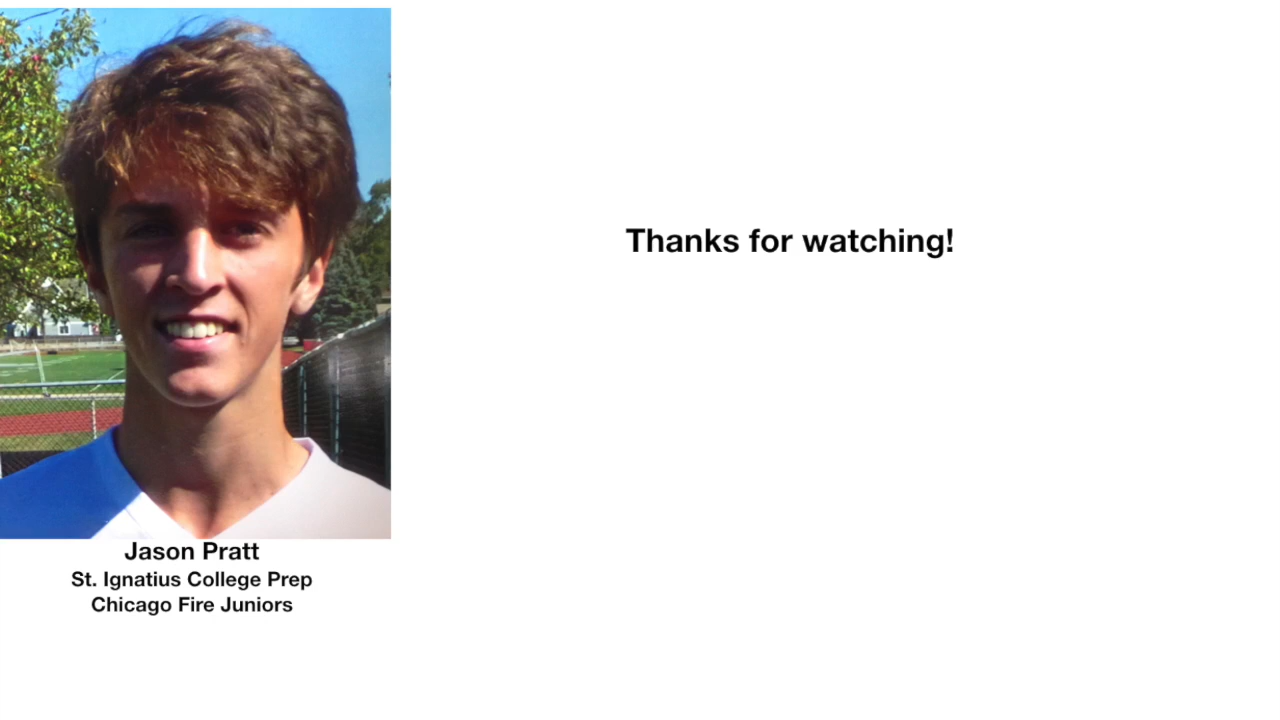 Thanks for watching!
Jason Pratt
St. Ignatius College Prep
Chicago Fire Juniors